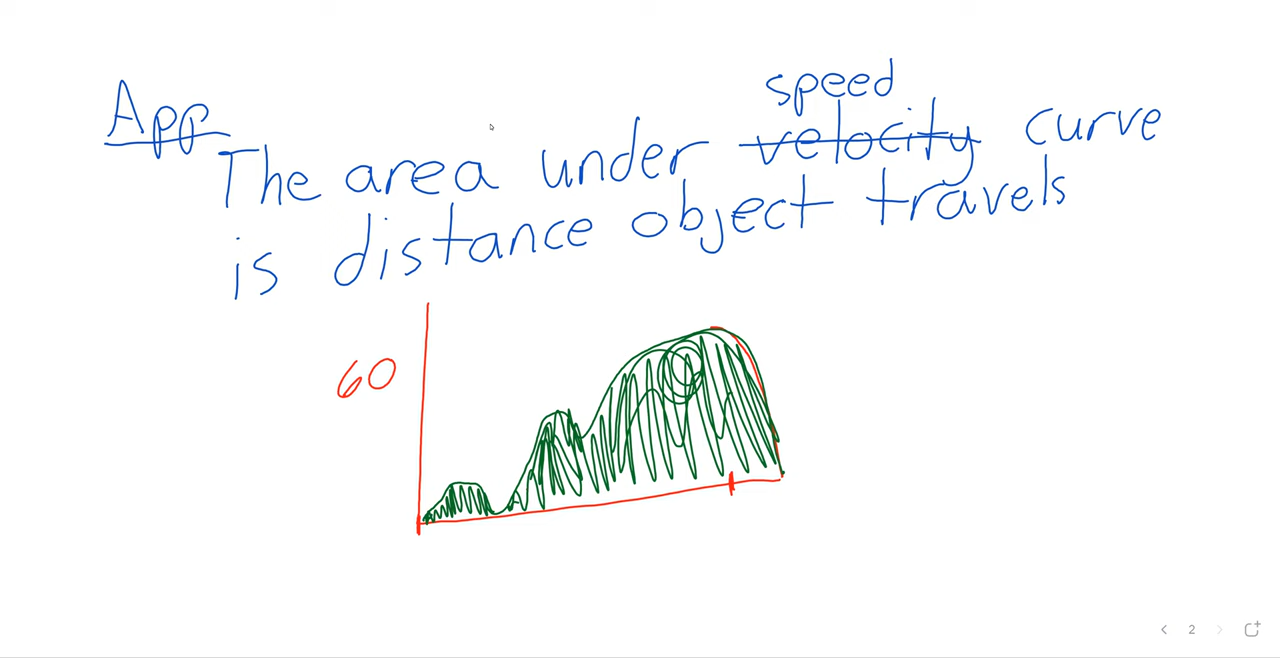 App
speed
The area under velocity curve
is distance object travels
60
2